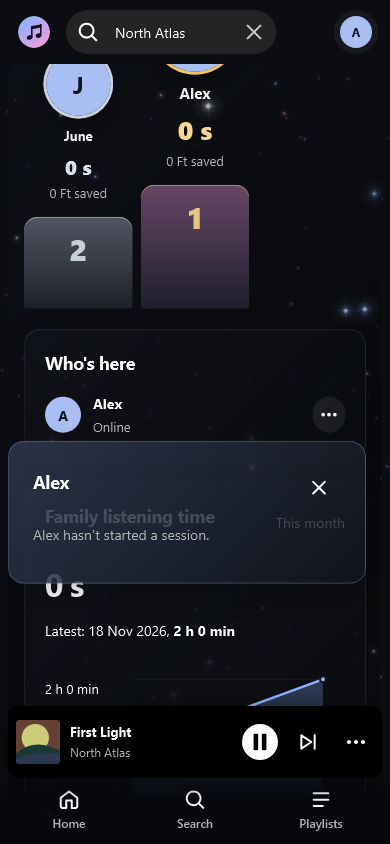 North Atlas
A
J
Alex
June
0 s
0 s
0 Ft saved
0 Ft saved
1
2
Who's here
A
Alex
Online
Alex
Family listening time
This month
Alex hasn't started a session.
0 s
Latest: 18 Nov 2026, 2 h 0 min
2 h 0 min
First Light
North Atlas
Home
Search
Playlists